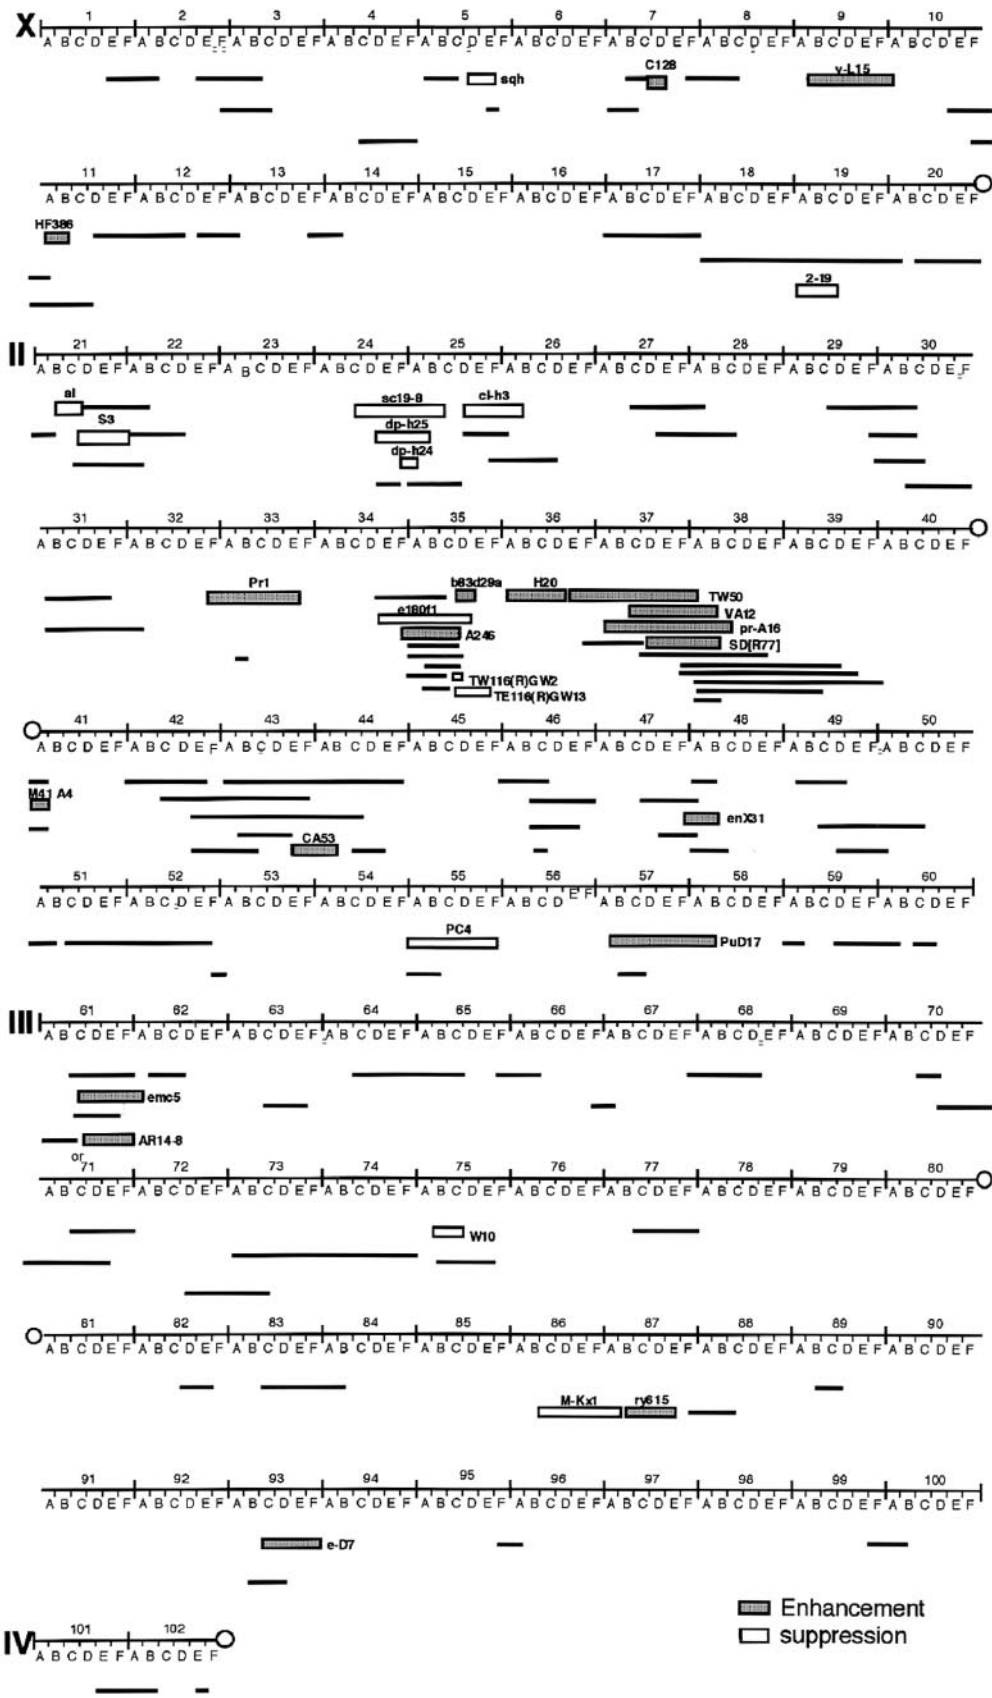 X 1 2 3 4 5 6 7 8 9 10
A B C D E F A B C D E F A B C D E F A B C D E F A B C D E F A B C D E F A B C D E F A B C D E F A B C D E F A B C D E F
sqh C128 v-L15
11 12 13 14 15 16 17 18 19 20
A B C D E F A B C D E F A B C D E F A B C D E F A B C D E F A B C D E F A B C D E F A B C D E F A B C D E F A B C D E F
HF386
2-19
II 21 22 23 24 25 26 27 28 29 30
A B C D E F A B C D E F A B C D E F A B C D E F A B C D E F A B C D E F A B C D E F A B C D E F A B C D E F A B C D E F
al sc19-8 cl-h3
S3 dp-h25
dp-h24
31 32 33 34 35 36 37 38 39 40
A B C D E F A B C D E F A B C D E F A B C D E F A B C D E F A B C D E F A B C D E F A B C D E F A B C D E F A B C D E F
Pr1 b83d29a H20 TW50
e180f1 VA12
A246 pr-A16
SD[R77]
TW116(R)GW2
TE116(R)GW13
41 42 43 44 45 46 47 48 49 50
A B C D E F A B C D E F A B C D E F A B C D E F A B C D E F A B C D E F A B C D E F A B C D E F A B C D E F A B C D E F
M41 A4
enX31
CA53
51 52 53 54 55 56 57 58 59 60
A B C D E F A B C D E F A B C D E F A B C D E F A B C D E F A B C D E F A B C D E F A B C D E F A B C D E F A B C D E F
PC4 PuD17
III 61 62 63 64 65 66 67 68 69 70
A B C D E F A B C D E F A B C D E F A B C D E F A B C D E F A B C D E F A B C D E F A B C D E F A B C D E F A B C D E F
emc5
AR14-8
or
71 72 73 74 75 76 77 78 79 80
A B C D E F A B C D E F A B C D E F A B C D E F A B C D E F A B C D E F A B C D E F A B C D E F A B C D E F A B C D E F
W10
81 82 83 84 85 86 87 88 89 90
A B C D E F A B C D E F A B C D E F A B C D E F A B C D E F A B C D E F A B C D E F A B C D E F A B C D E F A B C D E F
M-Kx1 ry615
91 92 93 94 95 96 97 98 99 100
A B C D E F A B C D E F A B C D E F A B C D E F A B C D E F A B C D E F A B C D E F A B C D E F A B C D E F A B C D E F
e-D7
Enhancement
suppression
IV 101 102
A B C D E F A B C D E F